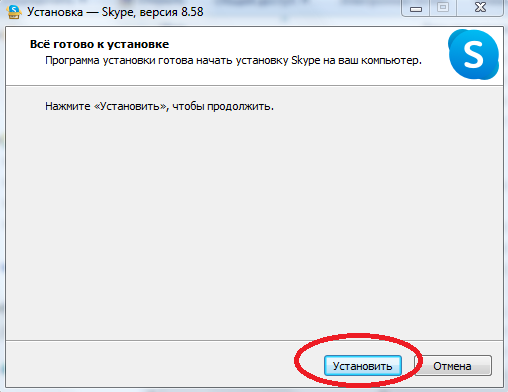 Установка — Skype, версия 8.58
Всё готово к установке
Программа установки готова начать установку Skype на ваш компьютер.
S
Нажмите «Установить», чтобы продолжить.
Установить
Отмена